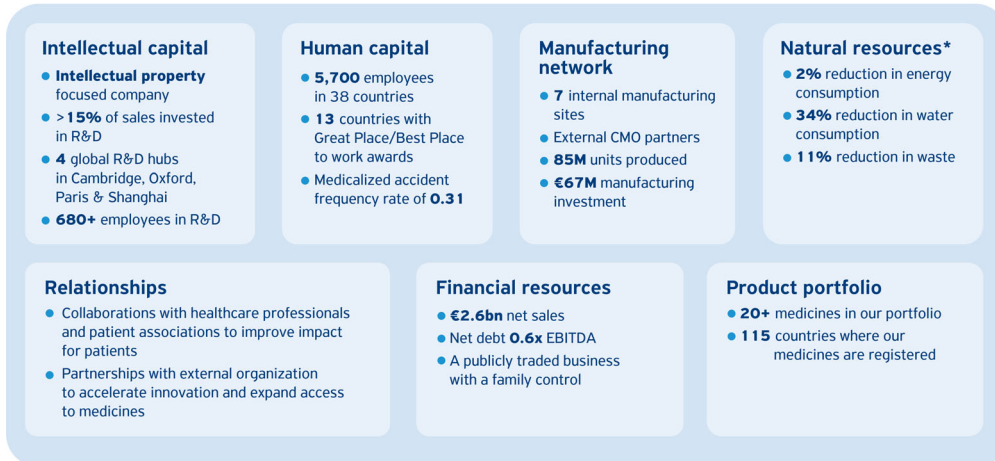 Intellectual capital
● Intellectual property
focused company
● >15% of sales invested
in R&D
● 4 global R&D hubs
in Cambridge, Oxford,
Paris & Shanghai
● 680+ employees in R&D
Human capital
● 5,700 employees
in 38 countries
● 13 countries with
Great Place/Best Place
to work awards
● Medicalized accident
frequency rate of 0.31
Manufacturing
network
● 7 internal manufacturing
sites
● External CMO partners
● 85M units produced
● €67M manufacturing
investment
Natural resources*
● 2% reduction in energy
consumption
● 34% reduction in water
consumption
● 11% reduction in waste
Relationships
● Collaborations with healthcare professionals
and patient associations to improve impact
for patients
● Partnerships with external organization
to accelerate innovation and expand access
to medicines
Financial resources
● €2.6bn net sales
● Net debt 0.6x EBITDA
● A publicly traded business
with a family control
Product portfolio
● 20+ medicines in our portfolio
● 115 countries where our
medicines are registered